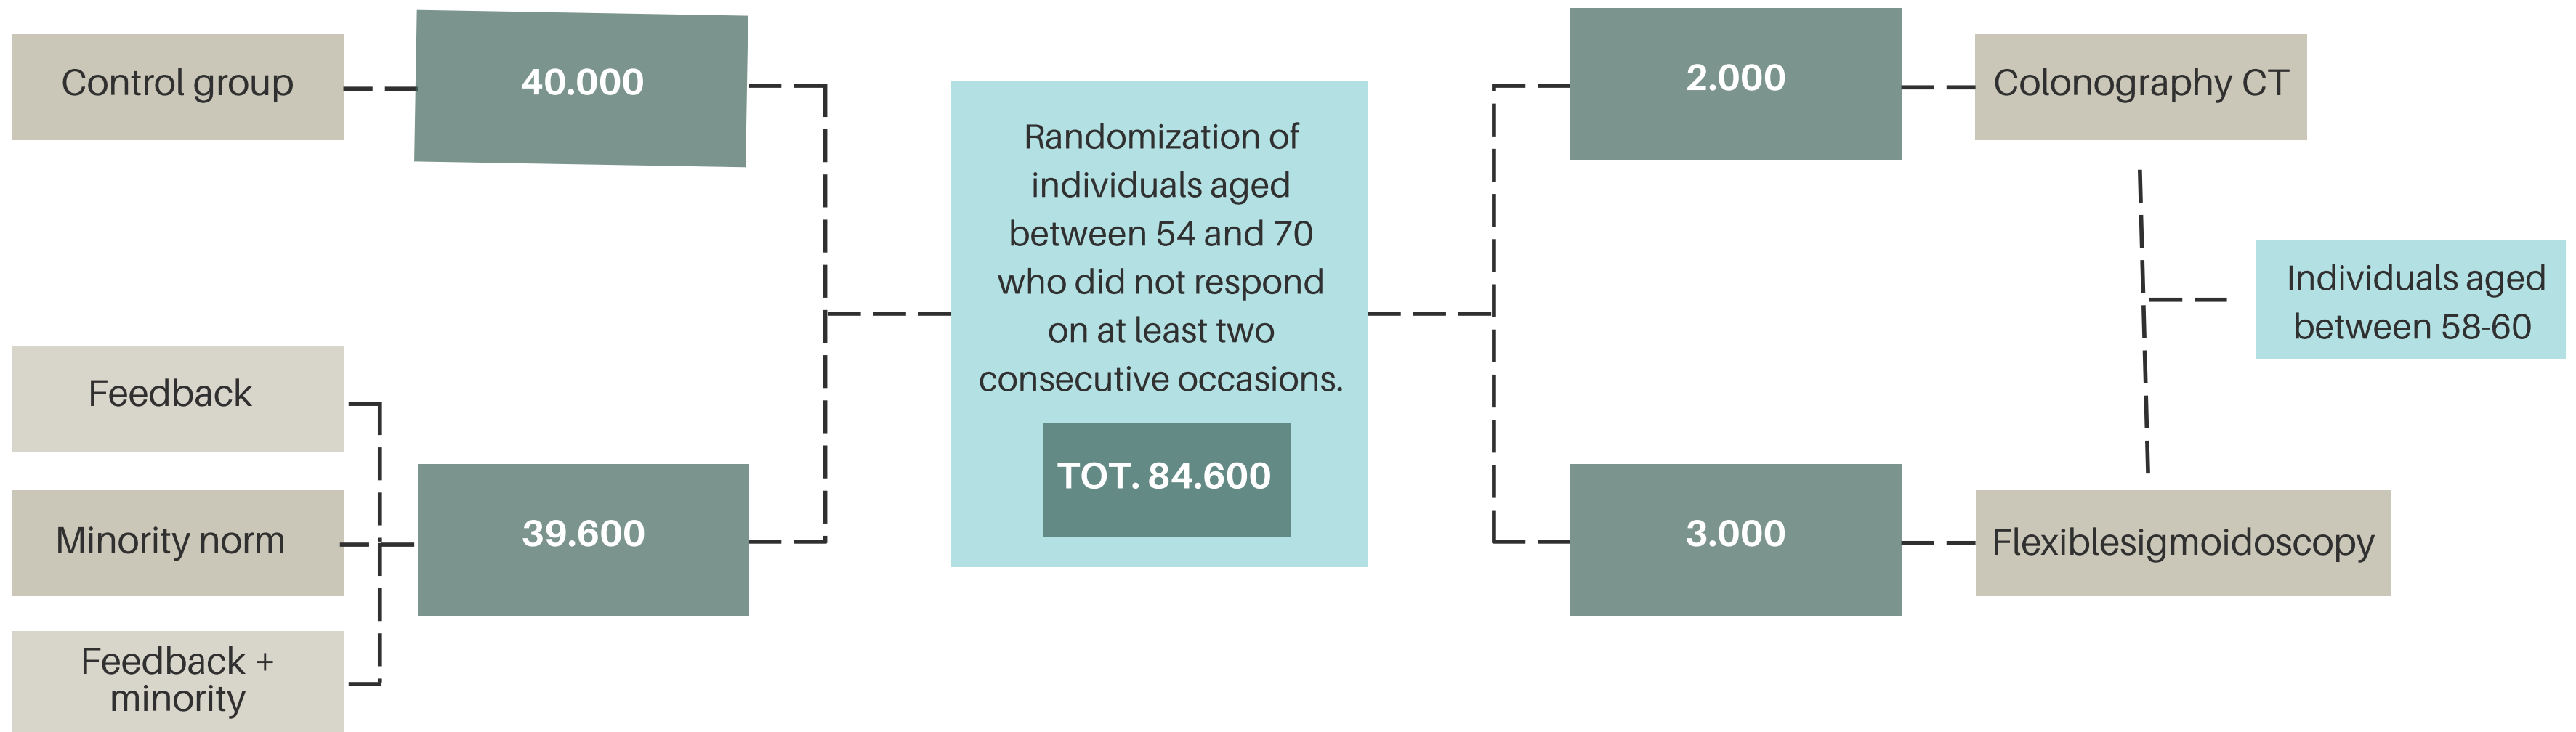 Control group
40.000
Feedback
Minority norm
Feedback +
minority
39.600
Randomization of
individuals aged
between 54 and 70
who did not respond
on at least two
consecutive occasions.
TOT. 84.600
2.000
Colonography CT
Individuals aged
between 58-60
3.000
Flexiblesigmoidoscopy